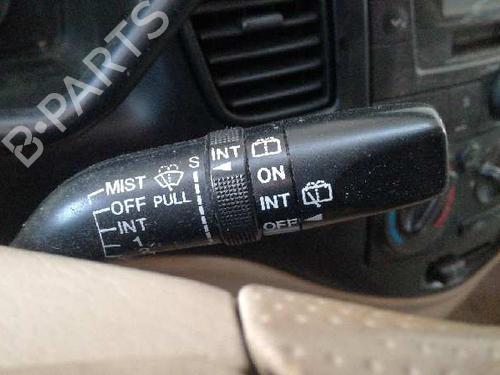 B-PARTS
S INT
MIST
ON
OFF PULL
INT
INT
OFF
1